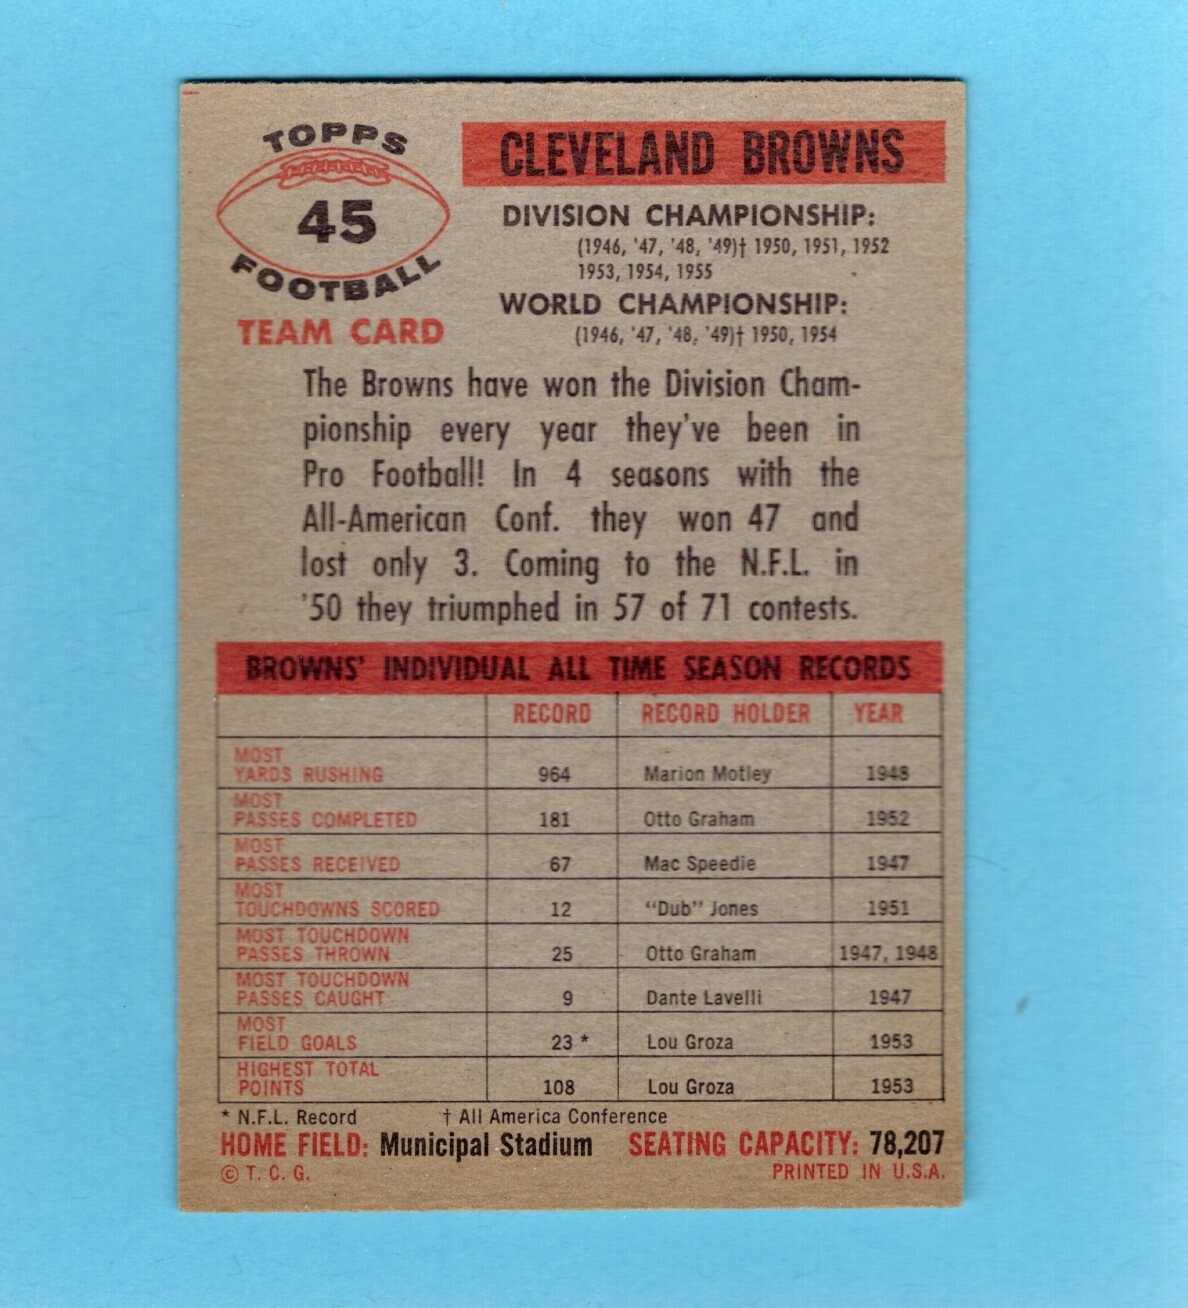 TOPPS
45
FOOTBALL
TEAM CARD
CLEVELAND BROWNS
DIVISION CHAMPIONSHIP:
(1946, '47, '48, '49)† 1950, 1951, 1952
1953, 1954, 1955
WORLD CHAMPIONSHIP:
(1946, '47, '48, '49)† 1950, 1954
The Browns have won the Division Cham-
pionship every year they've been in
Pro Football! In 4 seasons with the
All-American Conf. they won 47 and
lost only 3. Coming to the N.F.L. in
'50 they triumphed in 57 of 71 contests.
BROWNS' INDIVIDUAL ALL TIME SEASON RECORDS
RECORD RECORD HOLDER YEAR
MOST
YARDS RUSHING 964 Marion Motley 1948
MOST
PASSES COMPLETED 181 Otto Graham 1952
MOST
PASSES RECEIVED 67 Mac Speedie 1947
MOST
TOUCHDOWNS SCORED 12 "Dub" Jones 1951
MOST TOUCHDOWN
PASSES THROWN 25 Otto Graham 1947, 1948
MOST TOUCHDOWN
PASSES CAUGHT 9 Dante Lavelli 1947
MOST
FIELD GOALS 23 * Lou Groza 1953
HIGHEST TOTAL
POINTS 108 Lou Groza 1953
* N.F.L. Record † All America Conference
HOME FIELD: Municipal Stadium SEATING CAPACITY: 78,207
© T. C. G. PRINTED IN U.S.A.